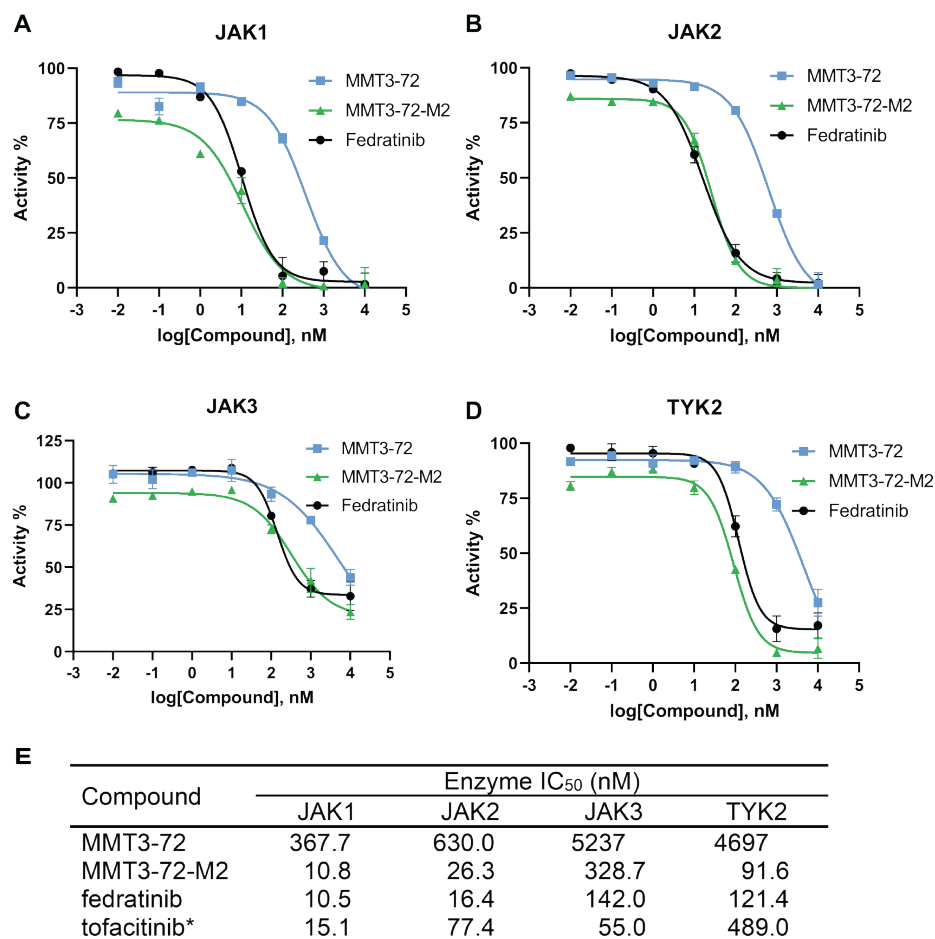 A
JAK1
100
75
50
25
0
Activity %
-3 -2 -1 0 1 2 3 4 5
log[Compound], nM
MMT3-72
MMT3-72-M2
Fedratinib
B
JAK2
100
75
50
25
0
Activity %
-3 -2 -1 0 1 2 3 4 5
log[Compound], nM
MMT3-72
MMT3-72-M2
Fedratinib
C
JAK3
125
100
75
50
25
0
Activity %
-3 -2 -1 0 1 2 3 4 5
log[Compound], nM
MMT3-72
MMT3-72-M2
Fedratinib
D
TYK2
100
75
50
25
0
Activity %
-3 -2 -1 0 1 2 3 4 5
log[Compound], nM
MMT3-72
MMT3-72-M2
Fedratinib
E
Compound Enzyme IC₅₀ (nM)
JAK1 JAK2 JAK3 TYK2
MMT3-72 367.7 630.0 5237 4697
MMT3-72-M2 10.8 26.3 328.7 91.6
fedratinib 10.5 16.4 142.0 121.4
tofacitinib* 15.1 77.4 55.0 489.0